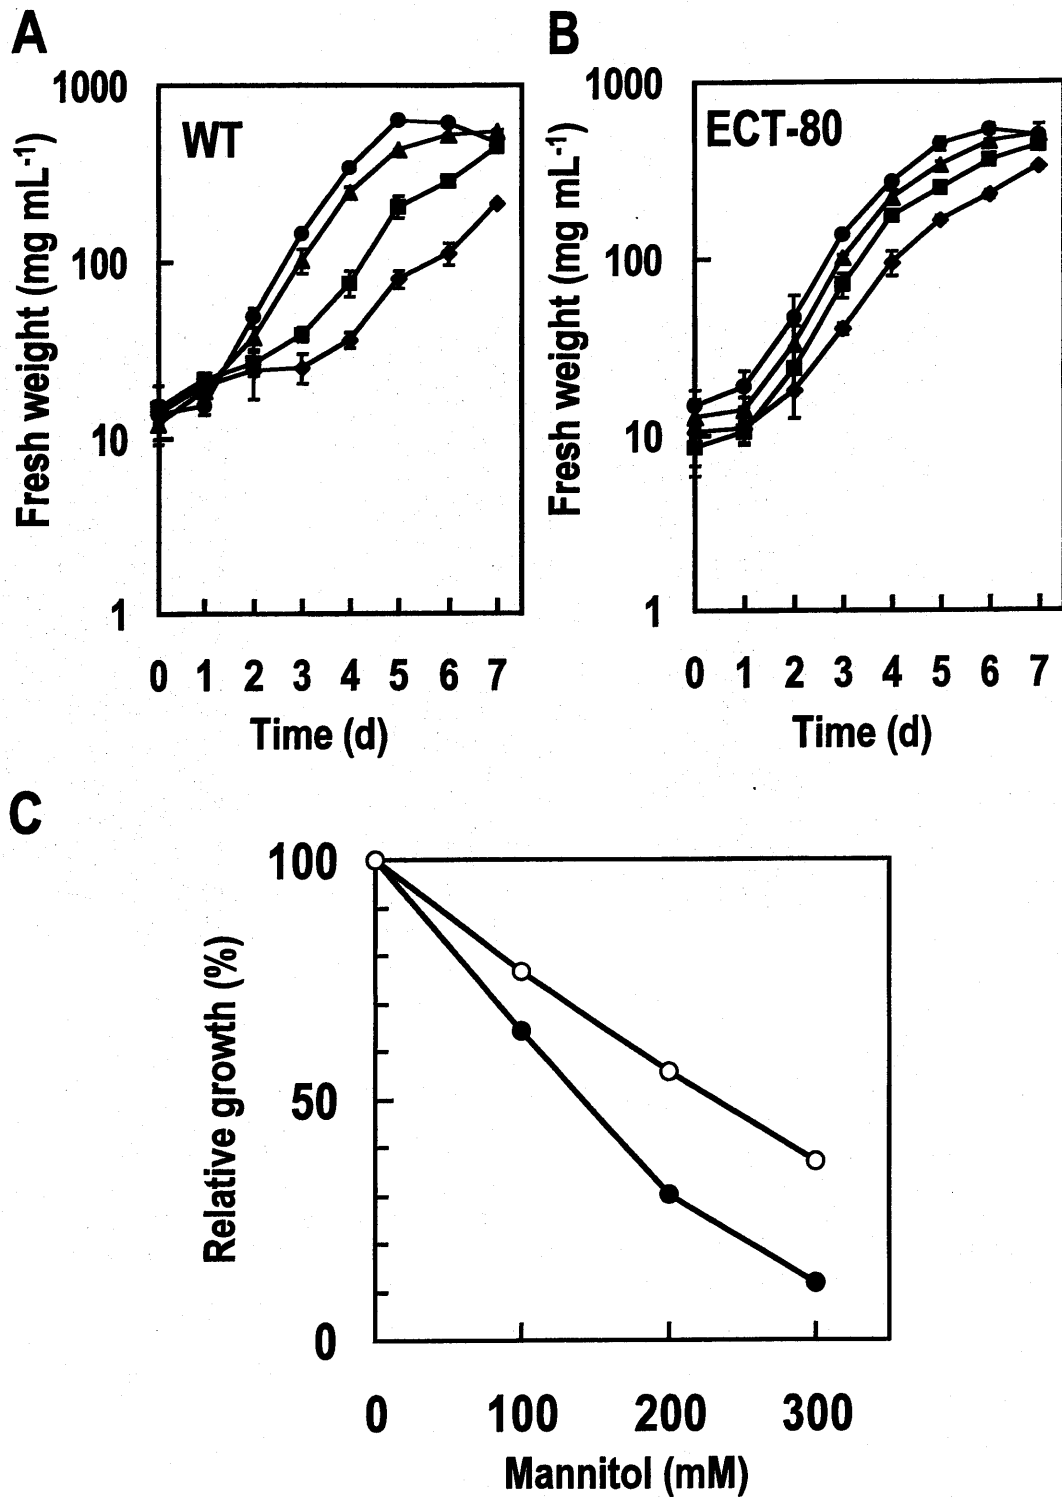 A
B
1000
100
10
1
WT
Fresh weight (mg mL-1)
0 1 2 3 4 5 6 7
Time (d)
1000
100
10
1
ECT-80
Fresh weight (mg mL-1)
0 1 2 3 4 5 6 7
Time (d)
C
100
50
0
Relative growth (%)
0 100 200 300
Mannitol (mM)